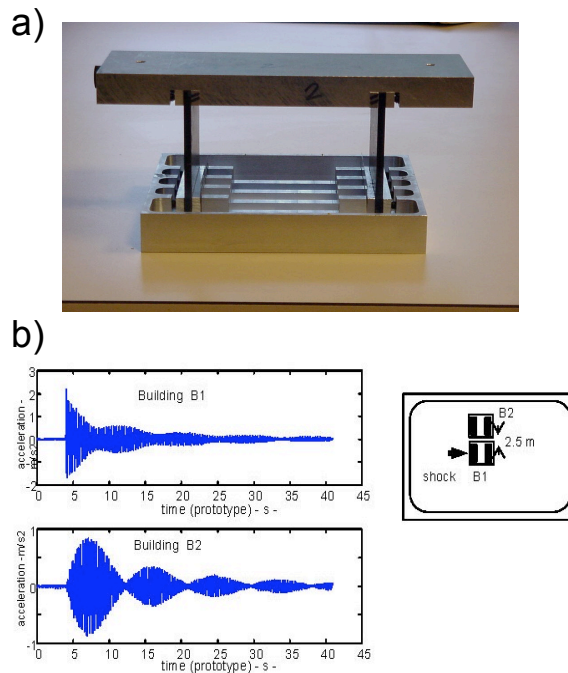 a)
2
b)
3
2
1
0
-1
-2
acceleration -
m/s2
Building B1
0 5 10 15 20 25 30 35 40 45
time (prototype) - s -
1
0
-1
acceleration -m/s2
Building B2
0 5 10 15 20 25 30 35 40 45
time (prototype) - s -
B2
2.5 m
shock B1